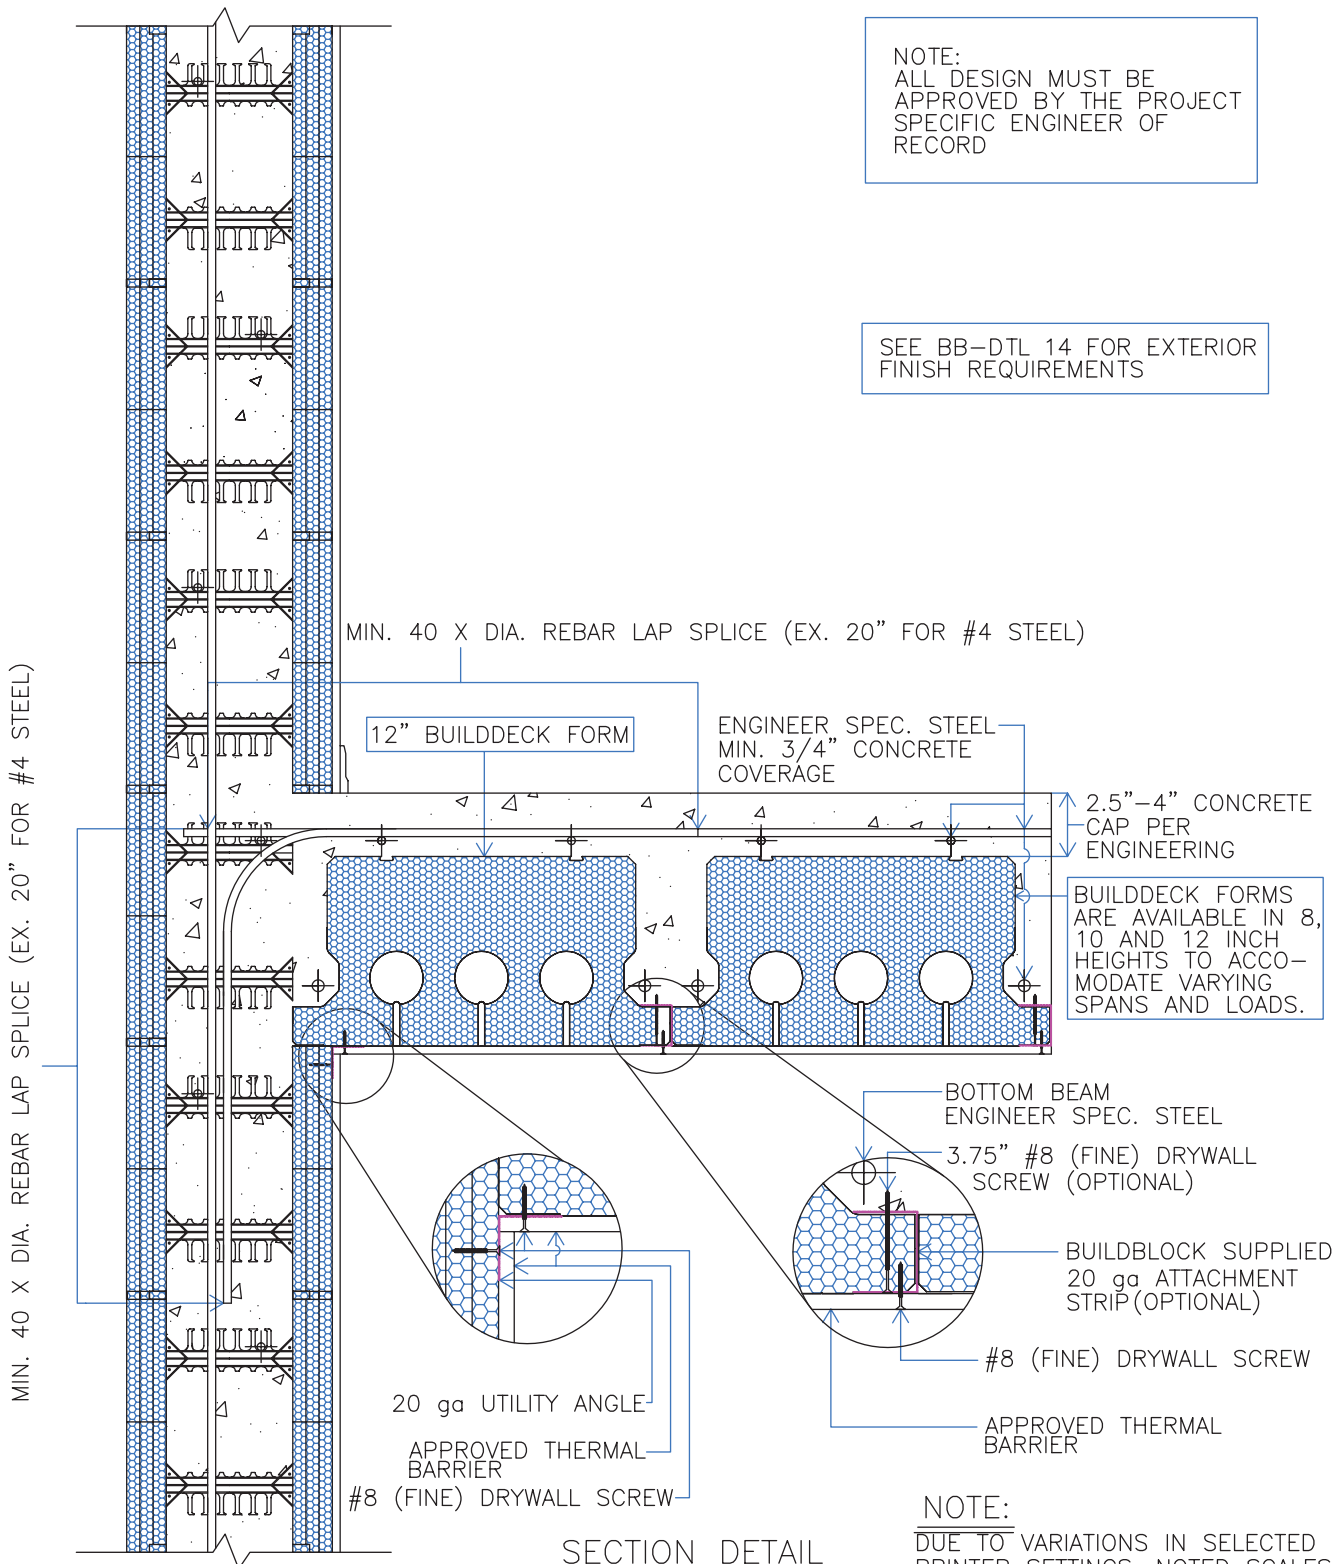 NOTE:
ALL DESIGN MUST BE
APPROVED BY THE PROJECT
SPECIFIC ENGINEER OF
RECORD
SEE BB-DTL 14 FOR EXTERIOR
FINISH REQUIREMENTS
MIN. 40 X DIA. REBAR LAP SPLICE (EX. 20" FOR #4 STEEL)
MIN. 40 X DIA. REBAR LAP SPLICE (EX. 20" FOR #4 STEEL)
12" BUILDDECK FORM
ENGINEER SPEC. STEEL
MIN. 3/4" CONCRETE
COVERAGE
2.5"-4" CONCRETE
CAP PER
ENGINEERING
BUILDDECK FORMS
ARE AVAILABLE IN 8,
10 AND 12 INCH
HEIGHTS TO ACCO-
MODATE VARYING
SPANS AND LOADS.
BOTTOM BEAM
ENGINEER SPEC. STEEL
3.75" #8 (FINE) DRYWALL
SCREW (OPTIONAL)
BUILDBLOCK SUPPLIED
20 ga ATTACHMENT
STRIP (OPTIONAL)
#8 (FINE) DRYWALL SCREW
APPROVED THERMAL
BARRIER
20 ga UTILITY ANGLE
APPROVED THERMAL
BARRIER
#8 (FINE) DRYWALL SCREW
SECTION DETAIL
NOTE:
DUE TO VARIATIONS IN SELECTED
PRINTER SETTINGS, NOTED SCALES